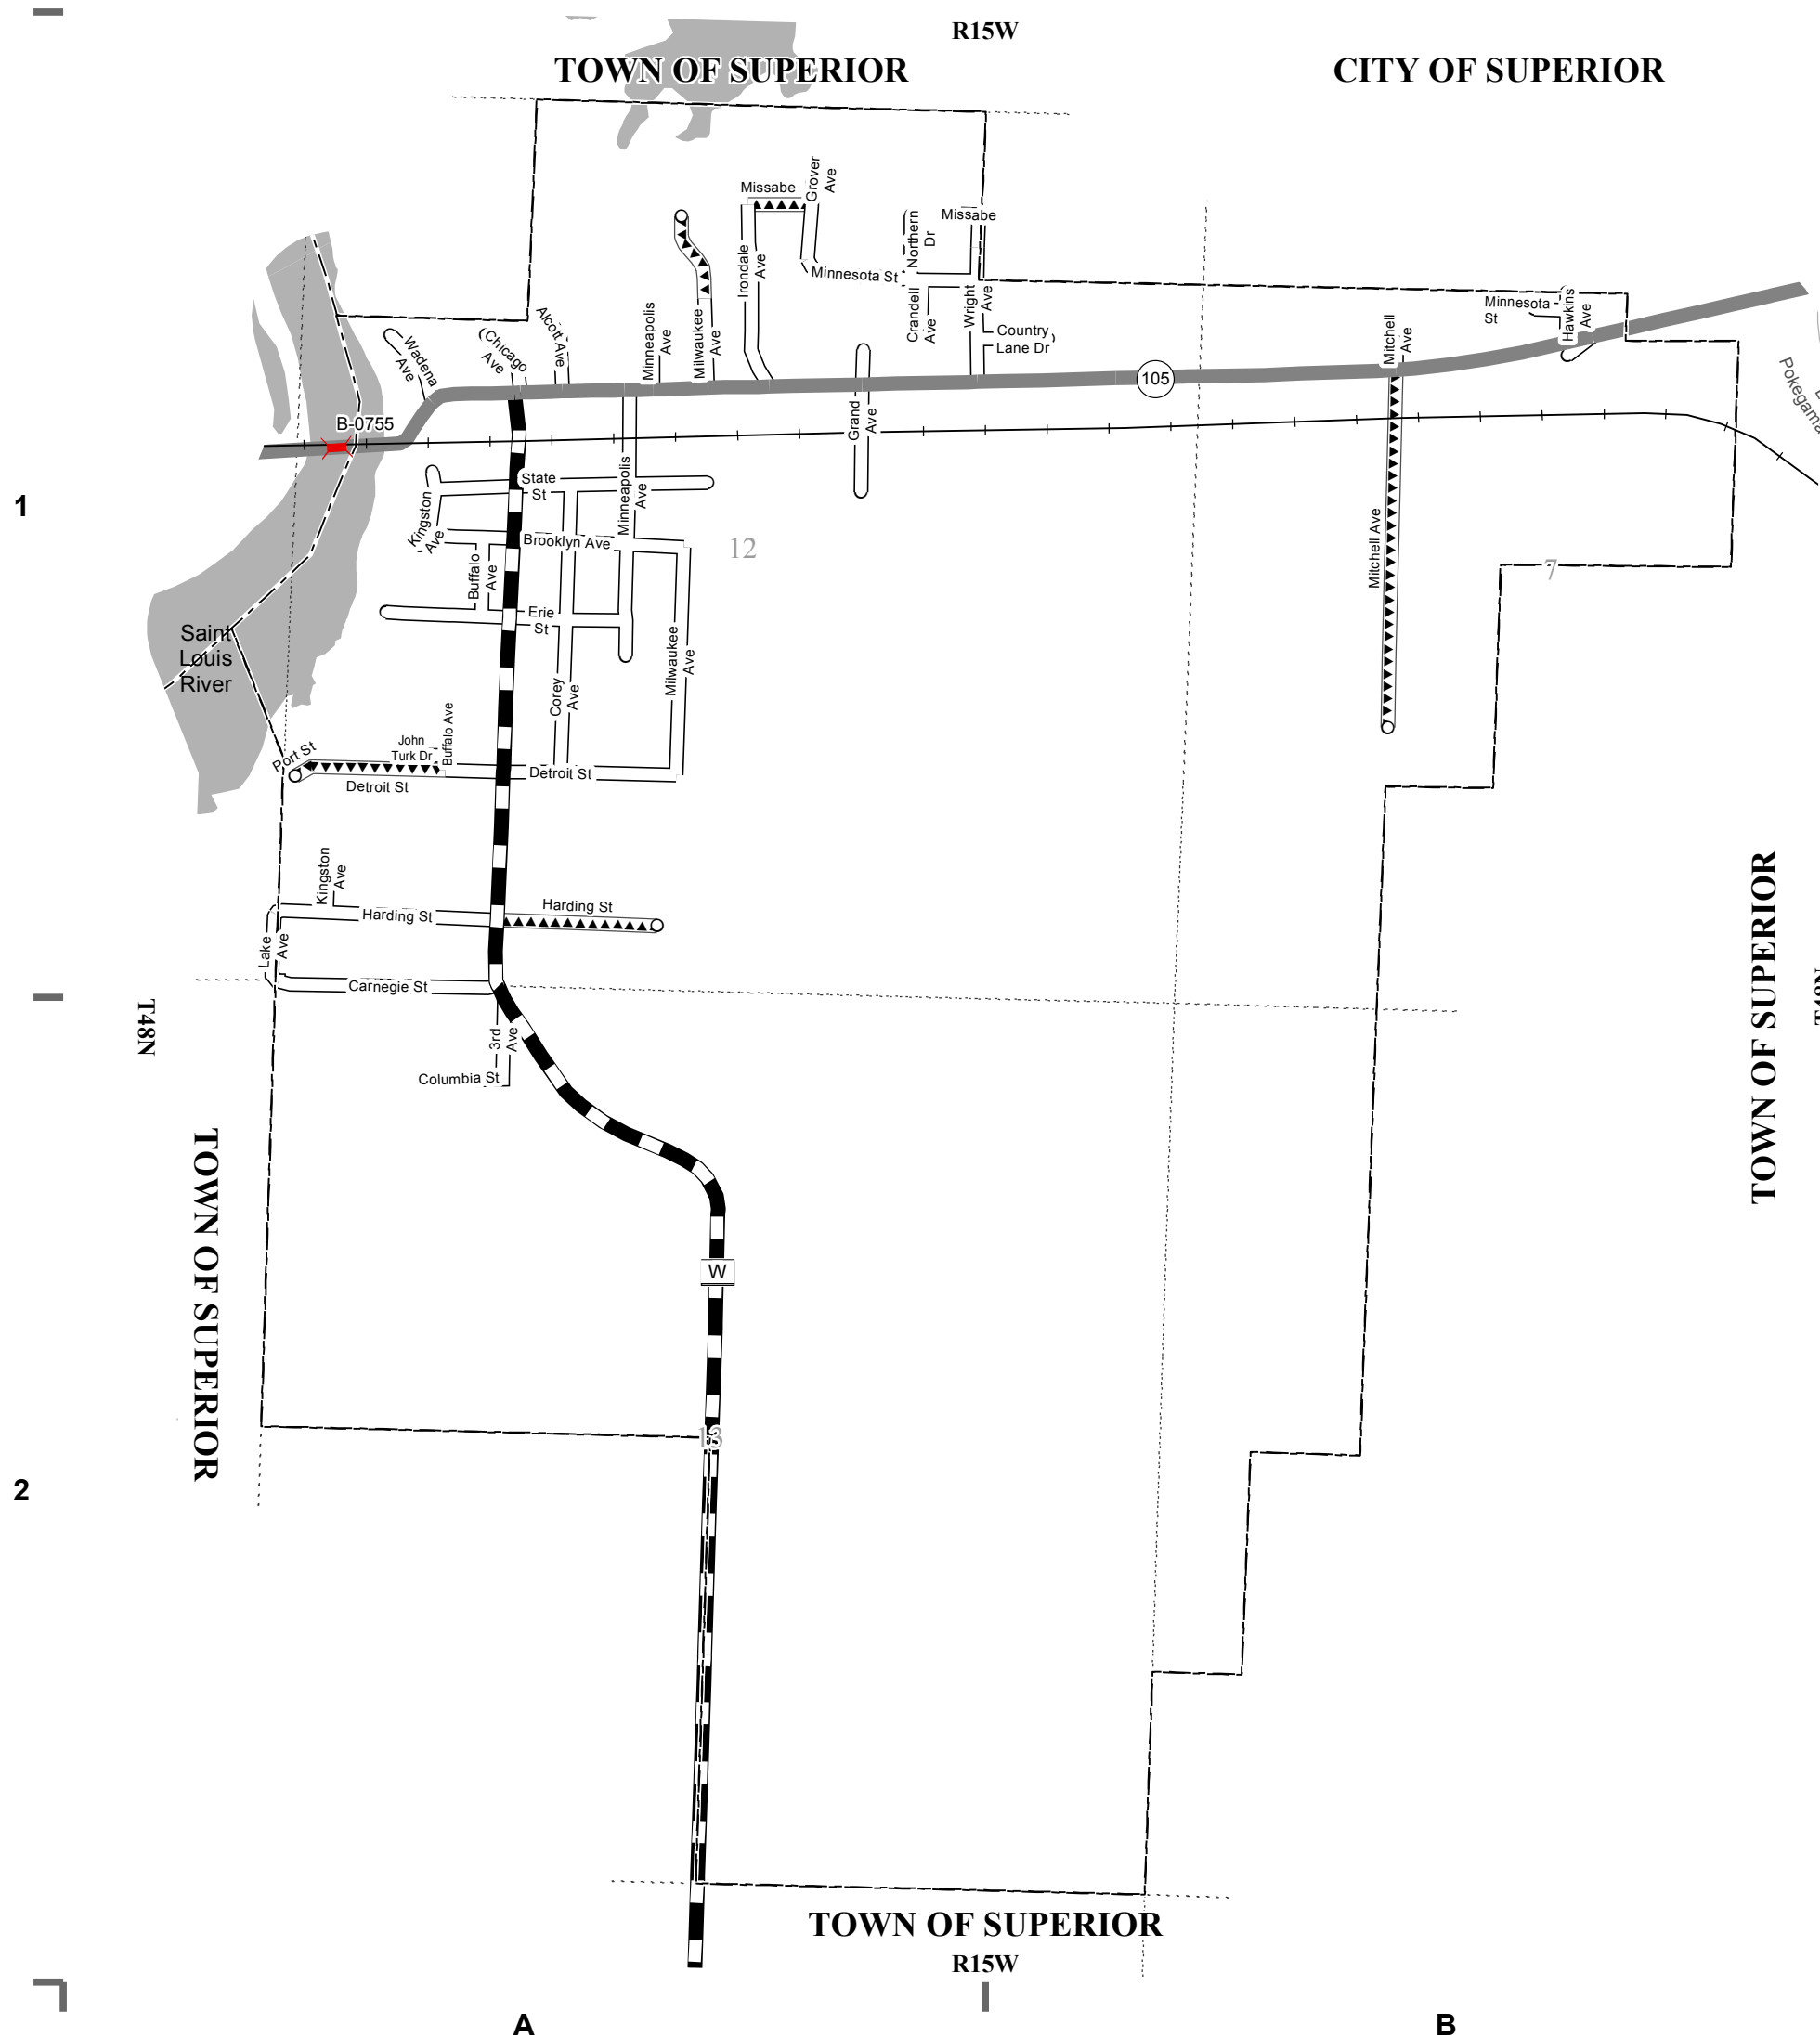 R15W
TOWN OF SUPERIOR
CITY OF SUPERIOR
Missabe
Grover
Ave
Northern
Dr
Missabe
Irondale
Ave
Minnesota St
Crandell
Ave
Wright
Ave
Country
Lane Dr
Minnesota
St
Hawkins
Ave
Mitchell
Ave
Wadena
Ave
Chicago
Ave
Alcott Ave
Minneapolis
Ave
Milwaukee
Ave
105
Pokegama
B-0755
Grand
Ave
1
Kingston
Ave
State
St
Minneapolis
Ave
Brooklyn Ave
12
7
Mitchell Ave
Buffalo
Ave
Erie
St
Saint
Louis
River
Corey
Ave
Milwaukee
Ave
Port St
John
Turk Dr
Buffalo Ave
Detroit St
Detroit St
Kingston
Ave
Harding St
Harding St
Lake
Ave
Carnegie St
T48N
TOWN OF SUPERIOR
T48N
3rd
Ave
Columbia St
TOWN OF SUPERIOR
W
13
2
TOWN OF SUPERIOR
R15W
A
B